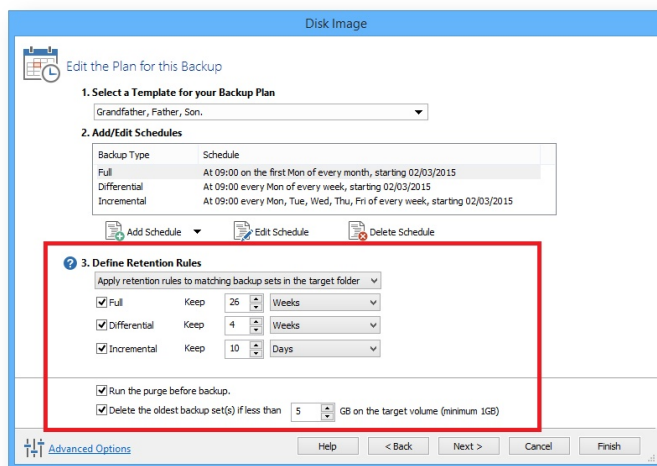 Disk Image
Edit the Plan for this Backup
1. Select a Template for your Backup Plan
Grandfather, Father, Son.
2. Add/Edit Schedules
Backup Type Schedule
Full At 09:00 on the first Mon of every month, starting 02/03/2015
Differential At 09:00 every Mon of every week, starting 02/03/2015
Incremental At 09:00 every Mon, Tue, Wed, Thu, Fri of every week, starting 02/03/2015
Add Schedule Edit Schedule Delete Schedule
? 3. Define Retention Rules
Apply retention rules to matching backup sets in the target folder
Full Keep 26 Weeks
Differential Keep 4 Weeks
Incremental Keep 10 Days
Run the purge before backup.
Delete the oldest backup set(s) if less than 5 GB on the target volume (minimum 1GB)
Advanced Options Help < Back Next > Cancel Finish